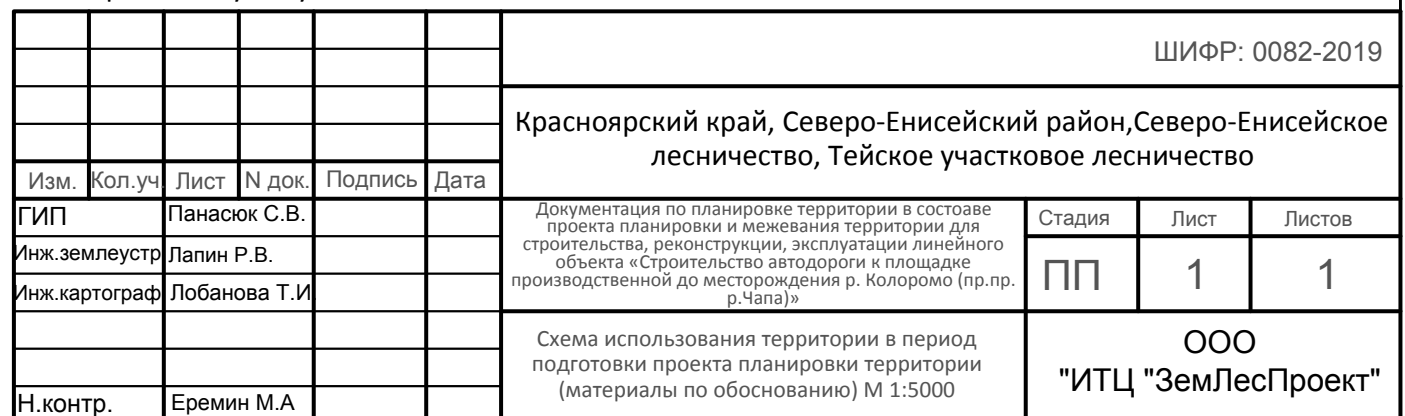 ШИФР: 0082-2019
Красноярский край, Северо-Енисейский район,Северо-Енисейское
лесничество, Тейское участковое лесничество
Изм. Кол.уч. Лист N док. Подпись Дата
ГИП Панасюк С.В.
Инж.землеустр Лапин Р.В.
Инж.картограф Лобанова Т.И
Н.контр. Еремин М.А
Документация по планировке территории в состоаве
проекта планировки и межевания территории для
строительства, реконструкции, эксплуатации линейного
объекта «Строительство автодороги к площадке
производственной до месторождения р. Коломо (пр.пр.
р.Чапа)»
Стадия Лист Листов
ПП 1 1
Схема использования территории в период
подготовки проекта планировки территории
(материалы по обоснованию) М 1:5000
ООО
"ИТЦ "ЗемЛесПроект"